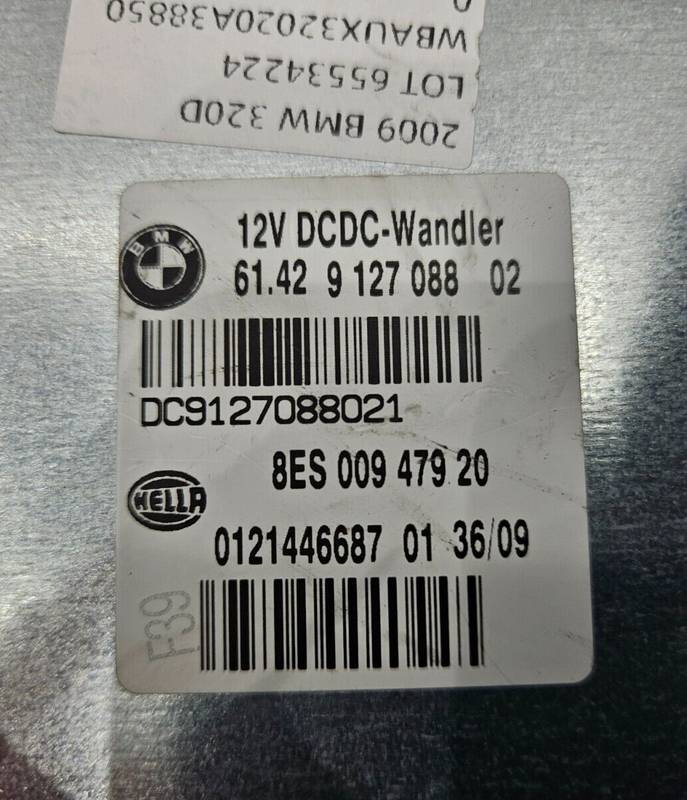 2009 BMW 320D
LOT 65534224
WBAUX32020A38850
BMW
12V DCDC-Wandler
61.42 9 127 088 02
DC9127088021
8ES 009 479 20
HELLA
0121446687 01 36/09
F39